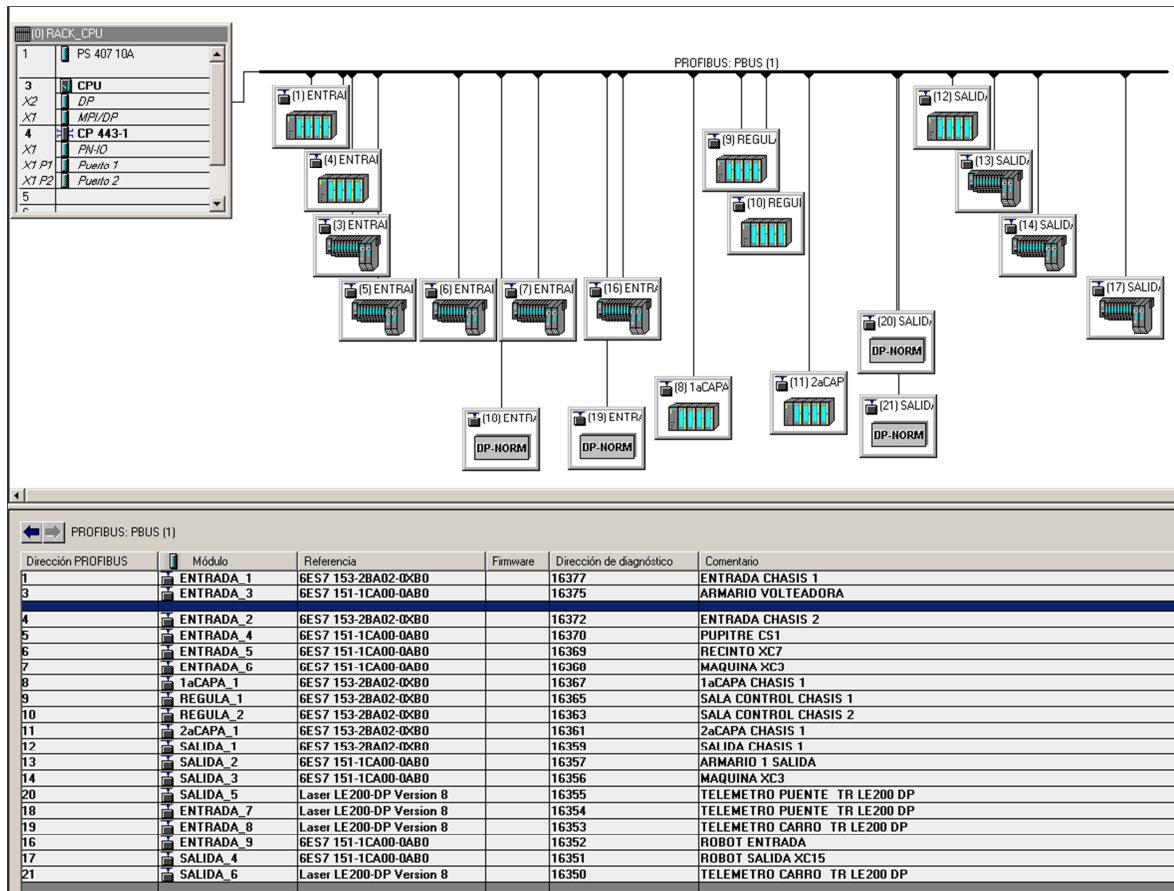 (0) RACK_CPU
1 PS 407 10A
3 CPU
X2 DP
X1 MPI/DP
4 CP 443-1
X1 PN-IO
X1 P1 Puerto 1
X1 P2 Puerto 2
5
PROFIBUS: PBUS (1)
(1) ENTRAI
(12) SALID
(9) REGUL
(4) ENTRAI
(13) SALID
(10) REGUI
(3) ENTRAI
(14) SALID
(5) ENTRAI
(6) ENTRAI
(7) ENTRAI
(16) ENTR
(17) SALID
(20) SALID
DP-NORM
(8) 1aCAPA
(11) 2aCAP
(21) SALID
DP-NORM
(18) ENTR
DP-NORM
(19) ENTR
DP-NORM
PROFIBUS: PBUS (1)
Dirección PROFIBUS Módulo Referencia Firmware Dirección de diagnóstico Comentario
1 ENTRADA_1 6ES7 153-2BA02-0XB0 16377 ENTRADA CHASIS 1
3 ENTRADA_3 6ES7 151-1CA00-0AB0 16375 ARMARIO VOLTEADORA
4 ENTRADA_2 6ES7 153-2BA02-0XB0 16372 ENTRADA CHASIS 2
5 ENTRADA_4 6ES7 151-1CA00-0AB0 16370 PUPITRE CS1
6 ENTRADA_5 6ES7 151-1CA00-0AB0 16369 RECINTO XC7
7 ENTRADA_6 6ES7 151-1CA00-0AB0 16368 MAQUINA XC3
8 1aCAPA_1 6ES7 153-2BA02-0XB0 16367 1aCAPA CHASIS 1
9 REGULA_1 6ES7 153-2BA02-0XB0 16365 SALA CONTROL CHASIS 1
10 REGULA_2 6ES7 153-2BA02-0XB0 16363 SALA CONTROL CHASIS 2
11 2aCAPA_1 6ES7 153-2BA02-0XB0 16361 2aCAPA CHASIS 1
12 SALIDA_1 6ES7 153-2BA02-0XB0 16359 SALIDA CHASIS 1
13 SALIDA_2 6ES7 151-1CA00-0AB0 16357 ARMARIO 1 SALIDA
14 SALIDA_3 6ES7 151-1CA00-0AB0 16356 MAQUINA XC3
20 SALIDA_5 Laser LE200-DP Version 8 16355 TELEMETRO PUENTE TR LE200 DP
18 ENTRADA_7 Laser LE200-DP Version 8 16354 TELEMETRO PUENTE TR LE200 DP
19 ENTRADA_8 Laser LE200-DP Version 8 16353 TELEMETRO CARRO TR LE200 DP
16 ENTRADA_9 6ES7 151-1CA00-0AB0 16352 ROBOT ENTRADA
17 SALIDA_4 6ES7 151-1CA00-0AB0 16351 ROBOT SALIDA XC15
21 SALIDA_6 Laser LE200-DP Version 8 16350 TELEMETRO CARRO TR LE200 DP